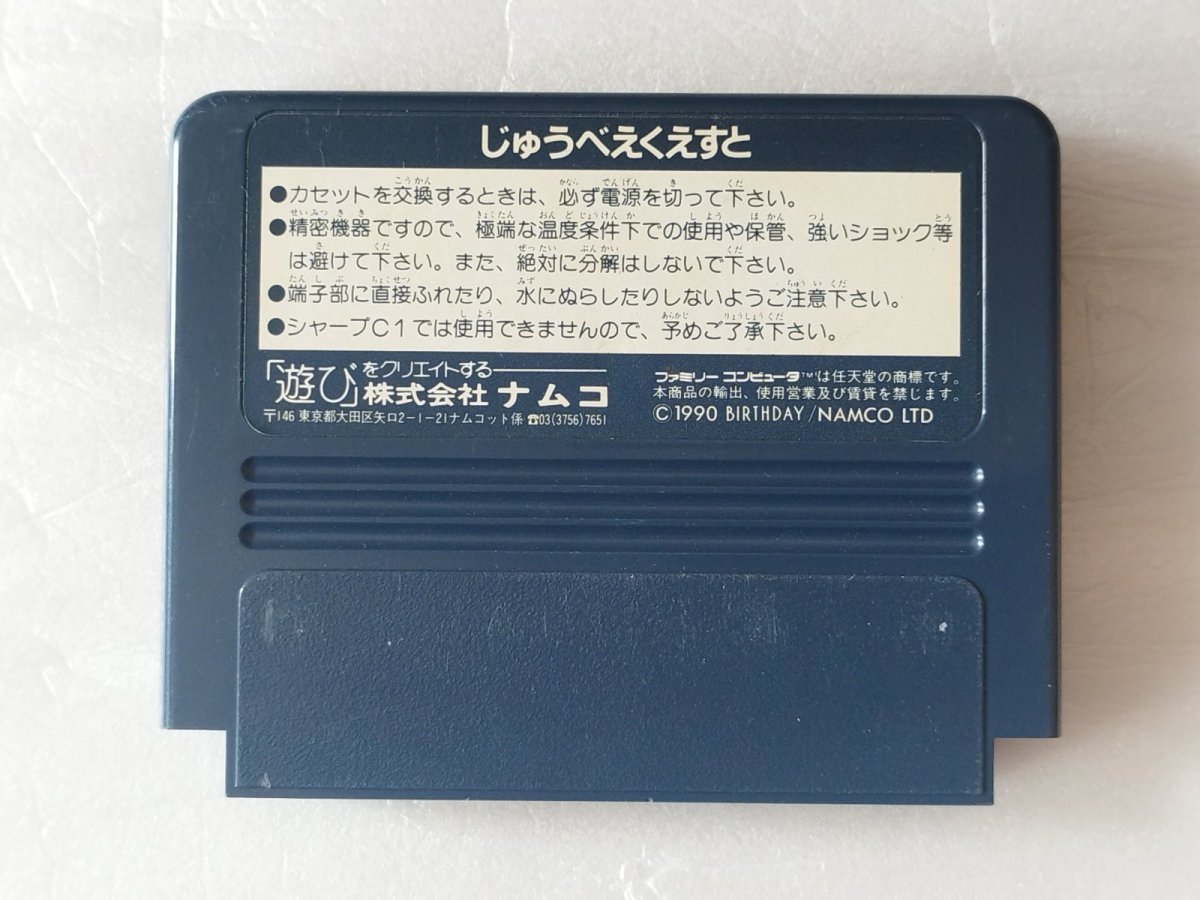 じゅうべえくえすと
●カセットを交換するときは、必ず電源を切って下さい。
●精密機器ですので、極端な温度条件下での使用や保管、強いショック等
は避けて下さい。また、絶対に分解はしないで下さい。
●端子部に直接ふれたり、水にぬらしたりしないようご注意下さい。
●シャープC1では使用できませんので、予めご了承下さい。
「遊び」をクリエイトする
株式会社 ナムコ
〒146 東京都大田区矢口2-1-21ナムコット係 ☎03(3756)7651
ファミリーコンピュータ™は任天堂の商標です。
本商品の輸出、使用営業及び賃貸を禁じます。
©1990 BIRTHDAY/NAMCO LTD